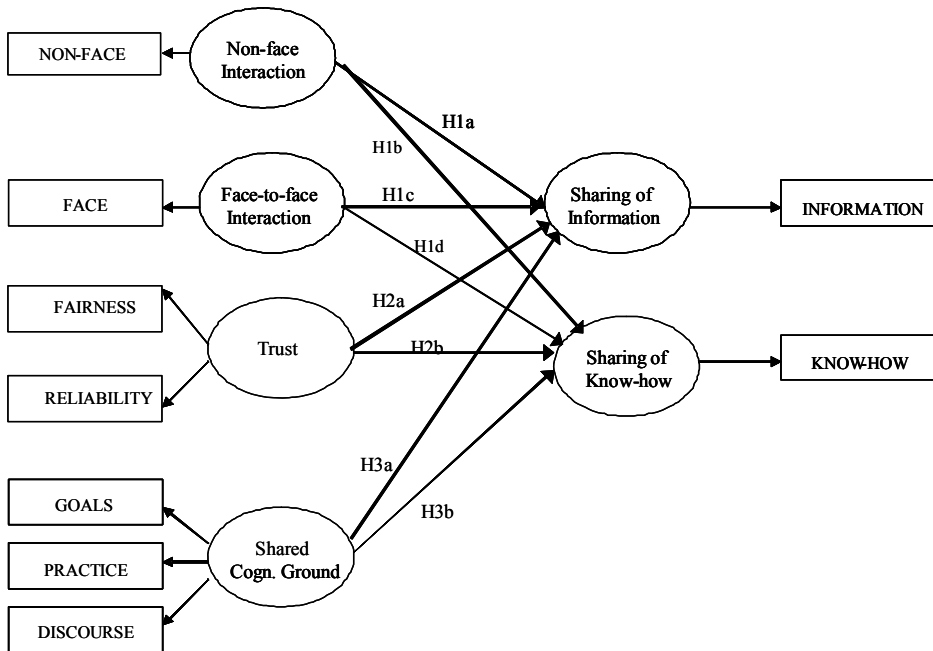 NON-FACE
Non-face
Interaction
H1a
H1b
FACE
Face-to-face
Interaction
H1c
Sharing of
Information
INFORMATION
H1d
FAIRNESS
H2a
Trust
H2b
Sharing of
Know-how
KNOW-HOW
RELIABILITY
H3a
GOALS
H3b
Shared
Cogn. Ground
PRACTICE
DISCOURSE